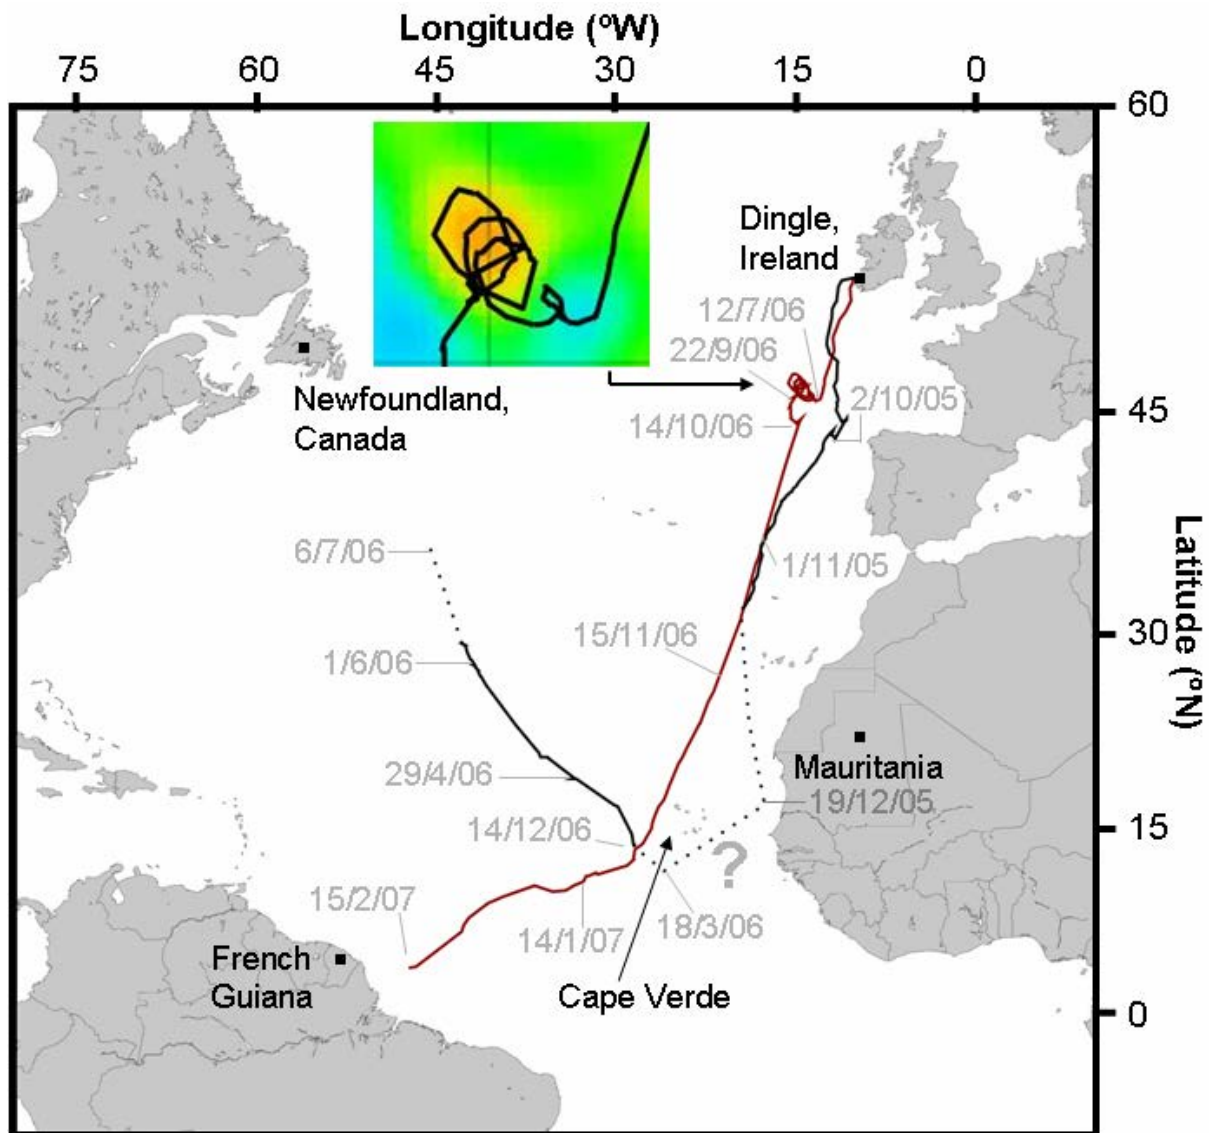 Longitude (ºW)
75 60 45 30 15 0
60
Dingle,
Ireland
12/7/06
22/9/06
Newfoundland,
Canada
2/10/05
45
14/10/06
Latitude (ºN)
6/7/06
1/11/05
15/11/06
30
1/6/06
Mauritania
29/4/06
19/12/05
14/12/06
15
?
15/2/07
18/3/06
14/1/07
French
Guiana
Cape Verde
0